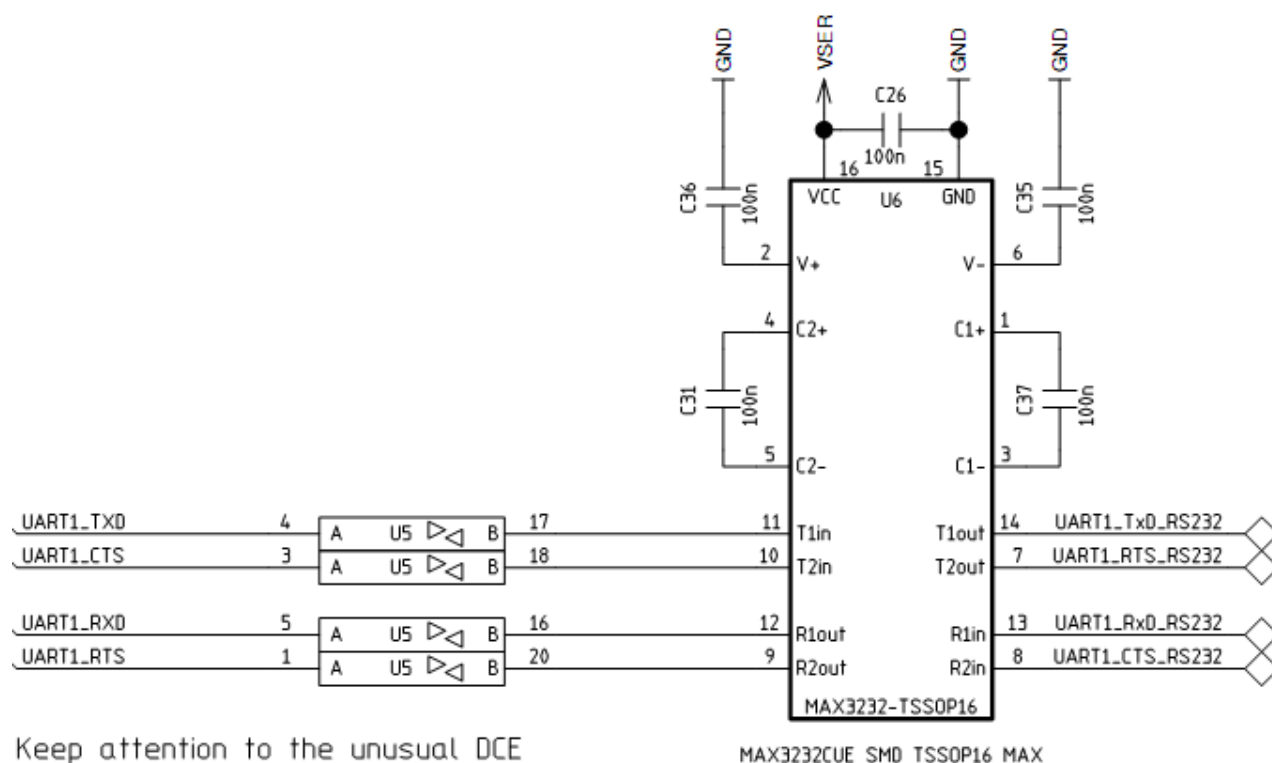 GND
VSER
GND
GND
C26
100n
16
15
C36
100n
VCC
U6
GND
C35
100n
2
V+
V-
6
4
C2+
C1+
1
C31
100n
C37
100n
5
C2-
C1-
3
UART1_TXD 4 A U5 B 17 11 T1in T1out 14 UART1_TxD_RS232
UART1_CTS 3 A U5 B 18 10 T2in T2out 7 UART1_RTS_RS232
UART1_RXD 5 A U5 B 16 12 R1out R1in 13 UART1_RxD_RS232
UART1_RTS 1 A U5 B 20 9 R2out R2in 8 UART1_CTS_RS232
MAX3232-TSSOP16
Keep attention to the unusual DCE
MAX3232CUE SMD TSSOP16 MAX